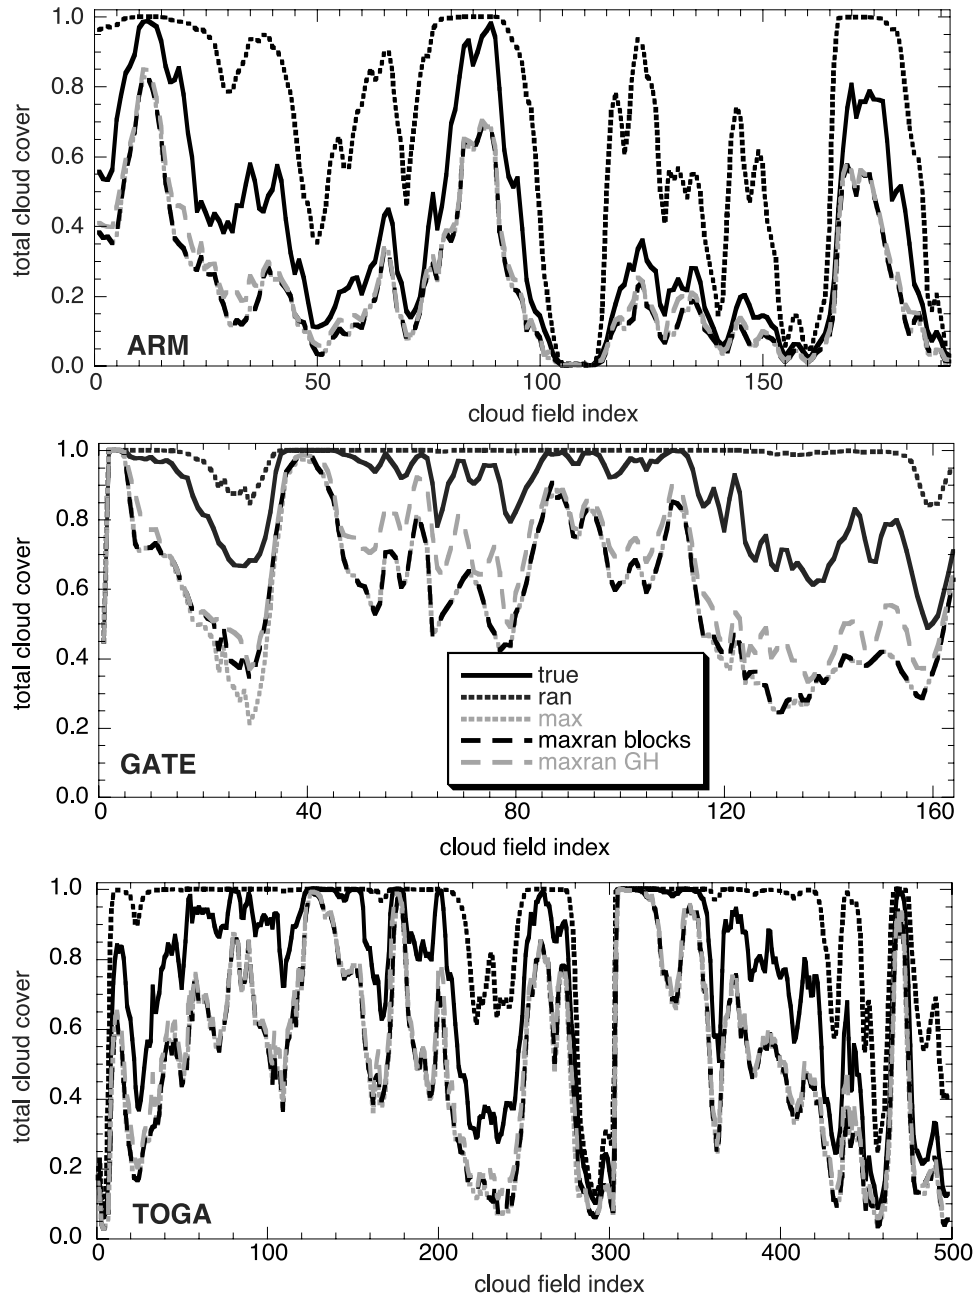 1.0
0.8
0.6
0.4
0.2
0.0
total cloud cover
ARM
0 50 100 150
cloud field index
1.0
0.8
0.6
0.4
0.2
0.0
total cloud cover
GATE
true
ran
max
maxran blocks
maxran GH
0 40 80 120 160
cloud field index
1.0
0.8
0.6
0.4
0.2
0.0
total cloud cover
TOGA
0 100 200 300 400 500
cloud field index